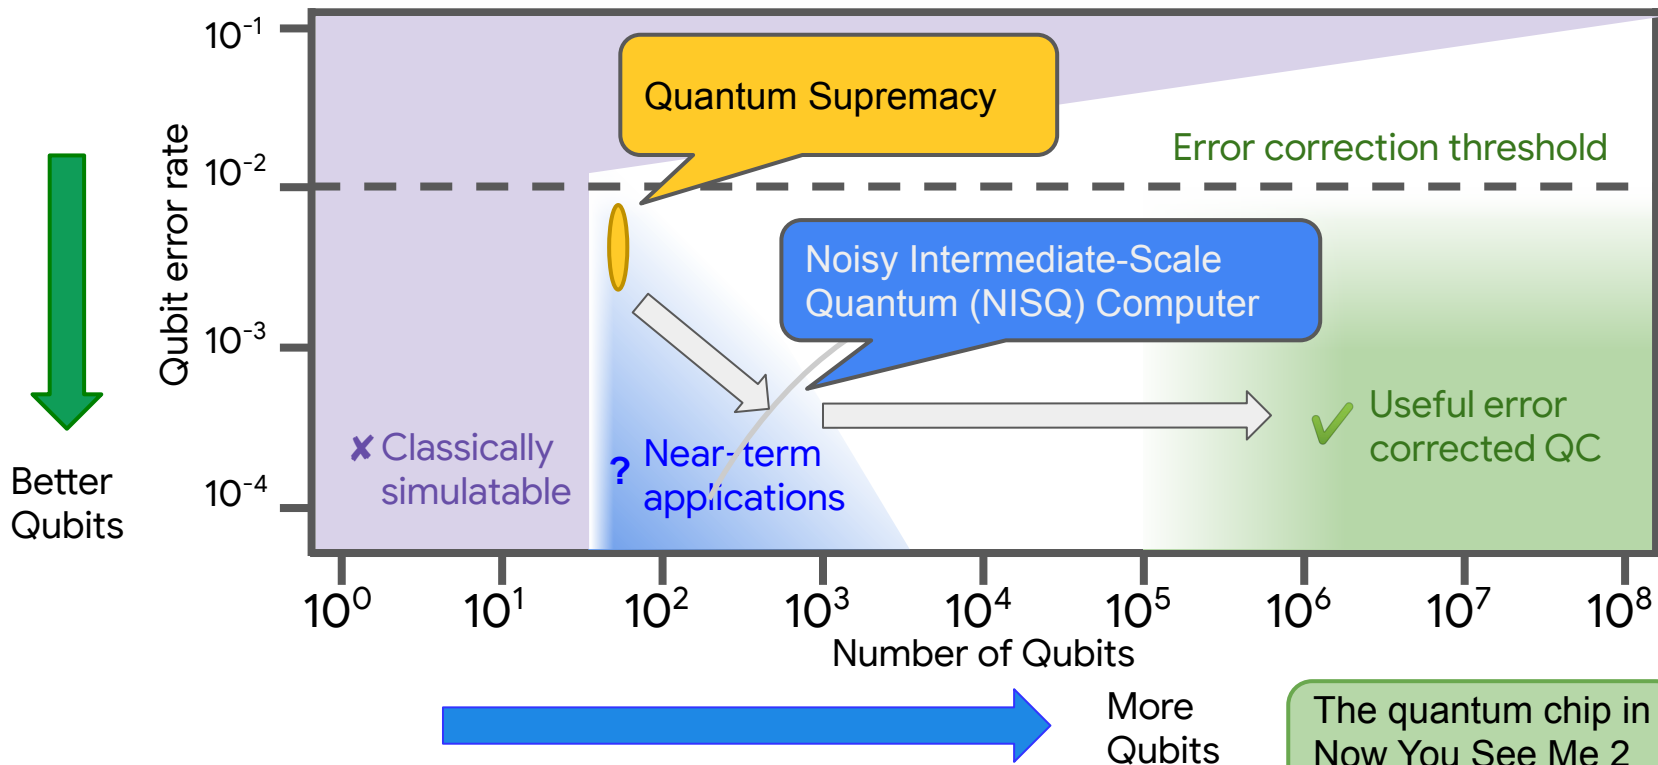 10⁻¹
10⁻²
10⁻³
10⁻⁴
Qubit error rate
Quantum Supremacy
Error correction threshold
Noisy Intermediate-Scale
Quantum (NISQ) Computer
✘ Classically
simulatable
? Near-term
applications
✔ Useful error
corrected QC
Better
Qubits
10⁰ 10¹ 10² 10³ 10⁴ 10⁵ 10⁶ 10⁷ 10⁸
Number of Qubits
More
Qubits
The quantum chip in
Now You See Me 2